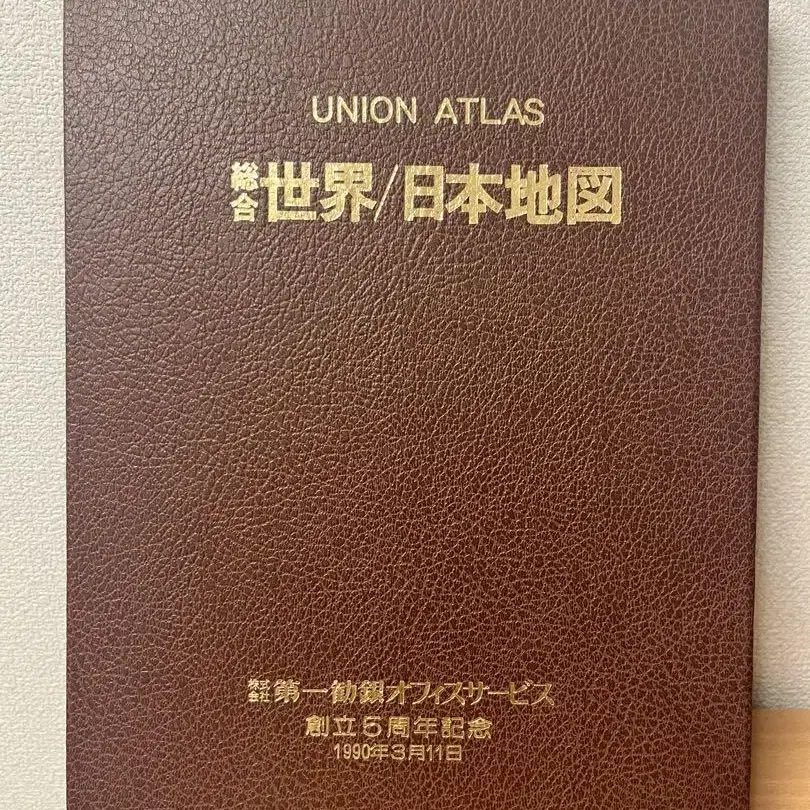 UNION ATLAS
総合世界/日本地図
株式会社第一勧銀オフィスサービス
創立5周年記念
1990年3月11日